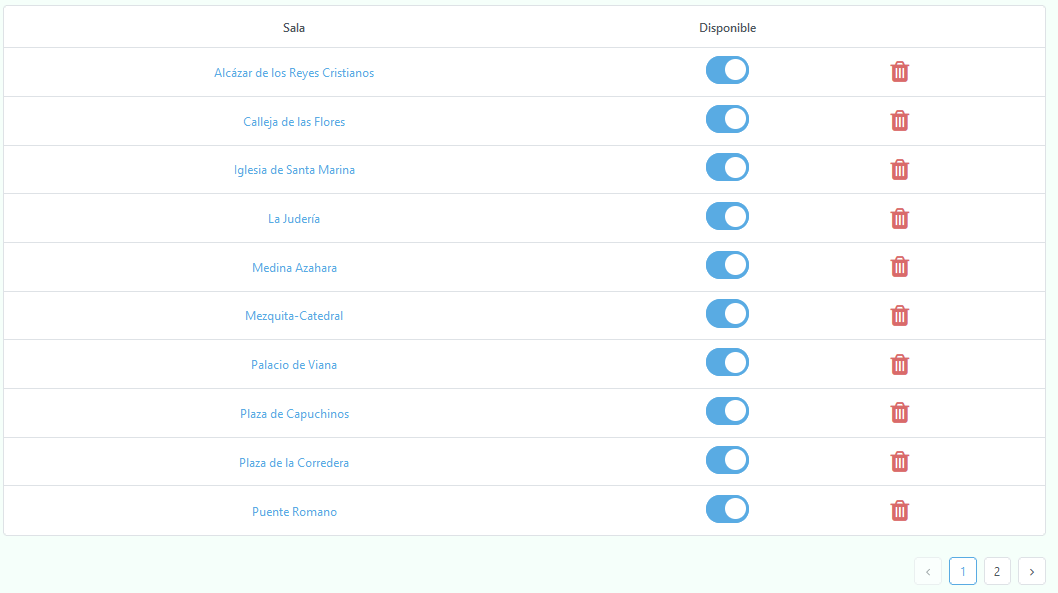 Sala Disponible
Alcázar de los Reyes Cristianos
Calleja de las Flores
Iglesia de Santa Marina
La Judería
Medina Azahara
Mezquita-Catedral
Palacio de Viana
Plaza de Capuchinos
Plaza de la Corredera
Puente Romano
‹ 1 2 ›